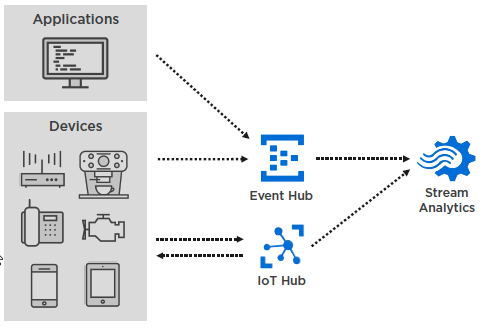 Applications
Devices
Event Hub
IoT Hub
Stream
Analytics